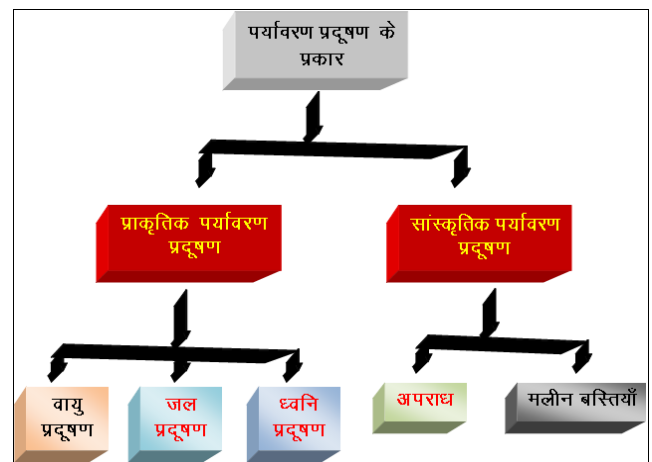 पर्यावरण प्रदूषण के
प्रकार
प्राकृतिक पर्यावरण
प्रदूषण
सांस्कृतिक पर्यावरण
प्रदूषण
वायु
प्रदूषण
जल
प्रदूषण
ध्वनि
प्रदूषण
अपराध
मलीन बस्तियाँ